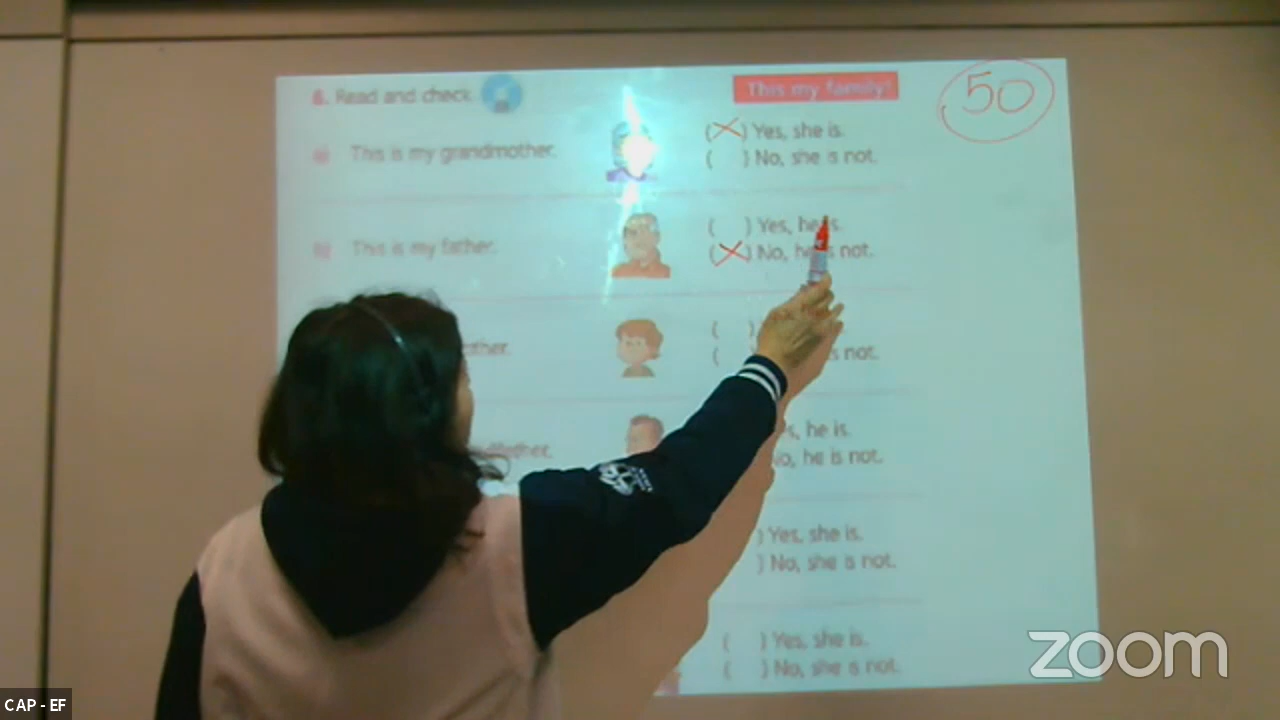 6. Read and check.
This my family!
50
a) This is my grandmother.
(X) Yes, she is.
( ) No, she is not.
b) This is my father.
( ) Yes, he is.
(X) No, he is not.
( )
( ) is not.
he is.
No, he is not.
) Yes, she is.
) No, she is not.
( ) Yes, she is.
( ) No, she is not.
zoom
CAP - EF